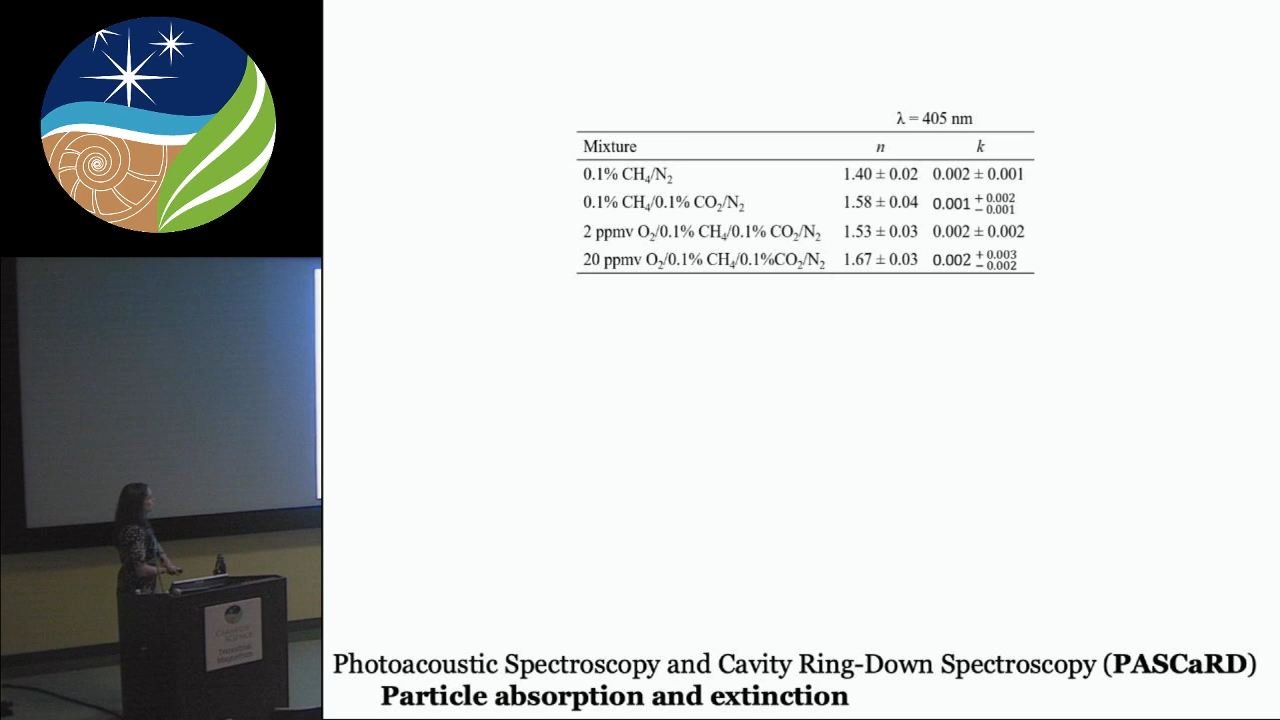 λ = 405 nm
Mixture n k
0.1% CH₄/N₂ 1.40 ± 0.02 0.002 ± 0.001
0.1% CH₄/0.1% CO₂/N₂ 1.58 ± 0.04 0.001 + 0.002 − 0.001
2 ppmv O₂/0.1% CH₄/0.1% CO₂/N₂ 1.53 ± 0.03 0.002 ± 0.002
20 ppmv O₂/0.1% CH₄/0.1%CO₂/N₂ 1.67 ± 0.03 0.002 + 0.003 − 0.002
CARNEGIE
SCIENCE
Terrestrial
Magnetism
Photoacoustic Spectroscopy and Cavity Ring-Down Spectroscopy (PASCaRD)
Particle absorption and extinction